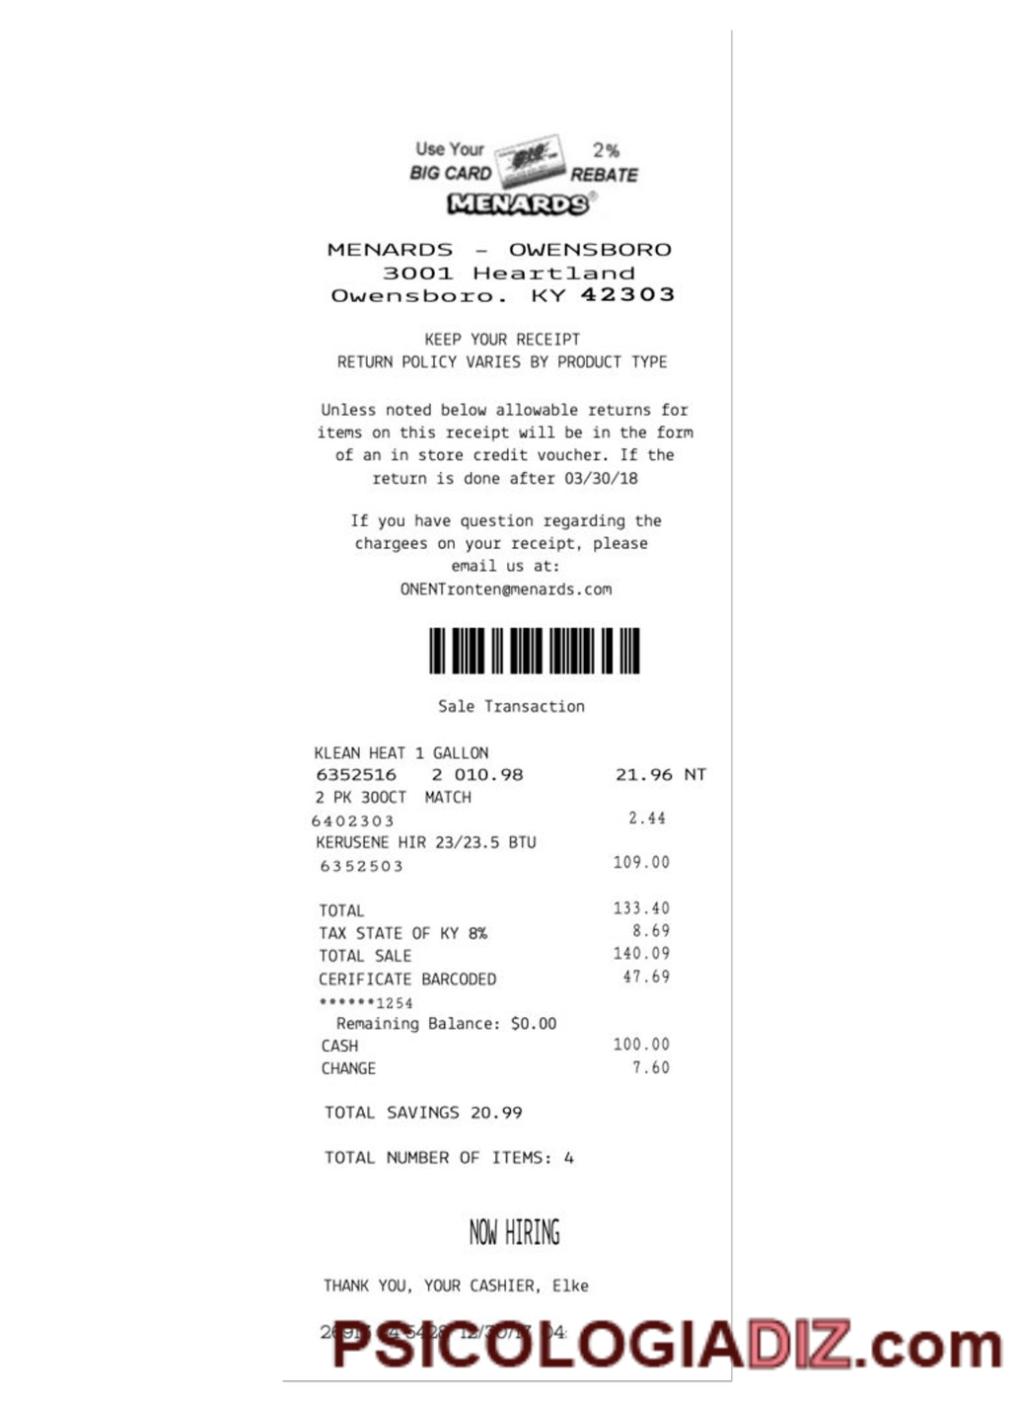 Use Your 2%
BIG CARD REBATE
MENARDS®
MENARDS - OWENSBORO
3001 Heartland
Owensboro. KY 42303
KEEP YOUR RECEIPT
RETURN POLICY VARIES BY PRODUCT TYPE
Unless noted below allowable returns for
items on this receipt will be in the form
of an in store credit voucher. If the
return is done after 03/30/18
If you have question regarding the
chargees on your receipt, please
email us at:
ONENTronten@menards.com
Sale Transaction
KLEAN HEAT 1 GALLON
6352516 2 010.98 21.96 NT
2 PK 300CT MATCH
6402303 2.44
KERUSENE HIR 23/23.5 BTU
6352503 109.00
TOTAL 133.40
TAX STATE OF KY 8% 8.69
TOTAL SALE 140.09
CERIFICATE BARCODED 47.69
******1254
Remaining Balance: $0.00
CASH 100.00
CHANGE 7.60
TOTAL SAVINGS 20.99
TOTAL NUMBER OF ITEMS: 4
NOW HIRING
THANK YOU, YOUR CASHIER, Elke
PSICOLOGIADIZ.com